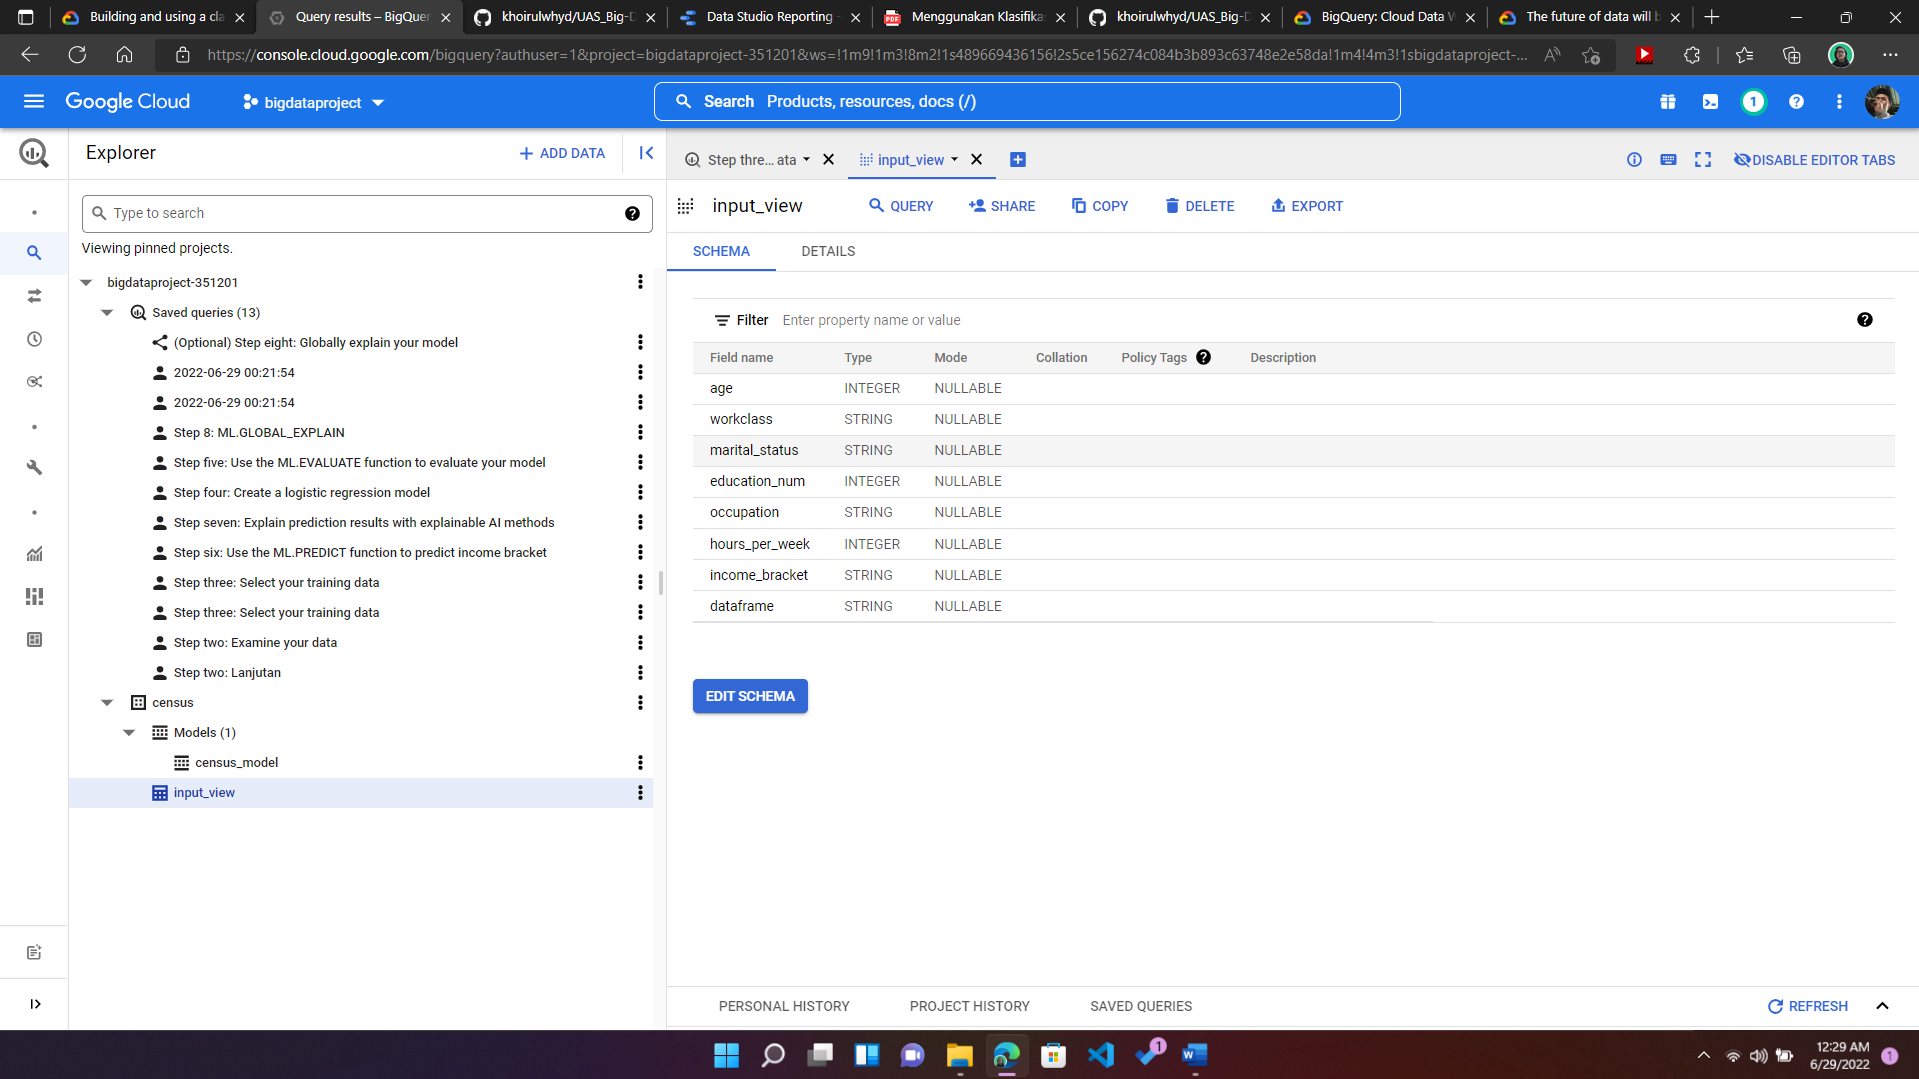 Building and using a cla
Query results – BigQuer
khoirulwhyd/UAS_Big-D
Data Studio Reporting -
Menggunakan Klasifika
khoirulwhyd/UAS_Big-D
BigQuery: Cloud Data W
The future of data will b
https://console.cloud.google.com/bigquery?authuser=1&project=bigdataproject-351201&ws=!1m9!1m3!8m2!1s489669436156!2s5ce156274c084b3b893c63748e2e58da!1m4!4m3!1sbigdataproject-...
Google Cloud
bigdataproject
Search Products, resources, docs (/)
1
Explorer
ADD DATA
Step thre... ata
input_view
DISABLE EDITOR TABS
Type to search
Viewing pinned projects.
input_view
QUERY
SHARE
COPY
DELETE
EXPORT
SCHEMA
DETAILS
bigdataproject-351201
Saved queries (13)
(Optional) Step eight: Globally explain your model
2022-06-29 00:21:54
2022-06-29 00:21:54
Step 8: ML.GLOBAL_EXPLAIN
Step five: Use the ML.EVALUATE function to evaluate your model
Step four: Create a logistic regression model
Step seven: Explain prediction results with explainable AI methods
Step six: Use the ML.PREDICT function to predict income bracket
Step three: Select your training data
Step three: Select your training data
Step two: Examine your data
Step two: Lanjutan
census
Models (1)
census_model
input_view
Filter Enter property name or value
Field name Type Mode Collation Policy Tags Description
age INTEGER NULLABLE
workclass STRING NULLABLE
marital_status STRING NULLABLE
education_num INTEGER NULLABLE
occupation STRING NULLABLE
hours_per_week INTEGER NULLABLE
income_bracket STRING NULLABLE
dataframe STRING NULLABLE
EDIT SCHEMA
PERSONAL HISTORY
PROJECT HISTORY
SAVED QUERIES
REFRESH
1
12:29 AM
6/29/2022
1